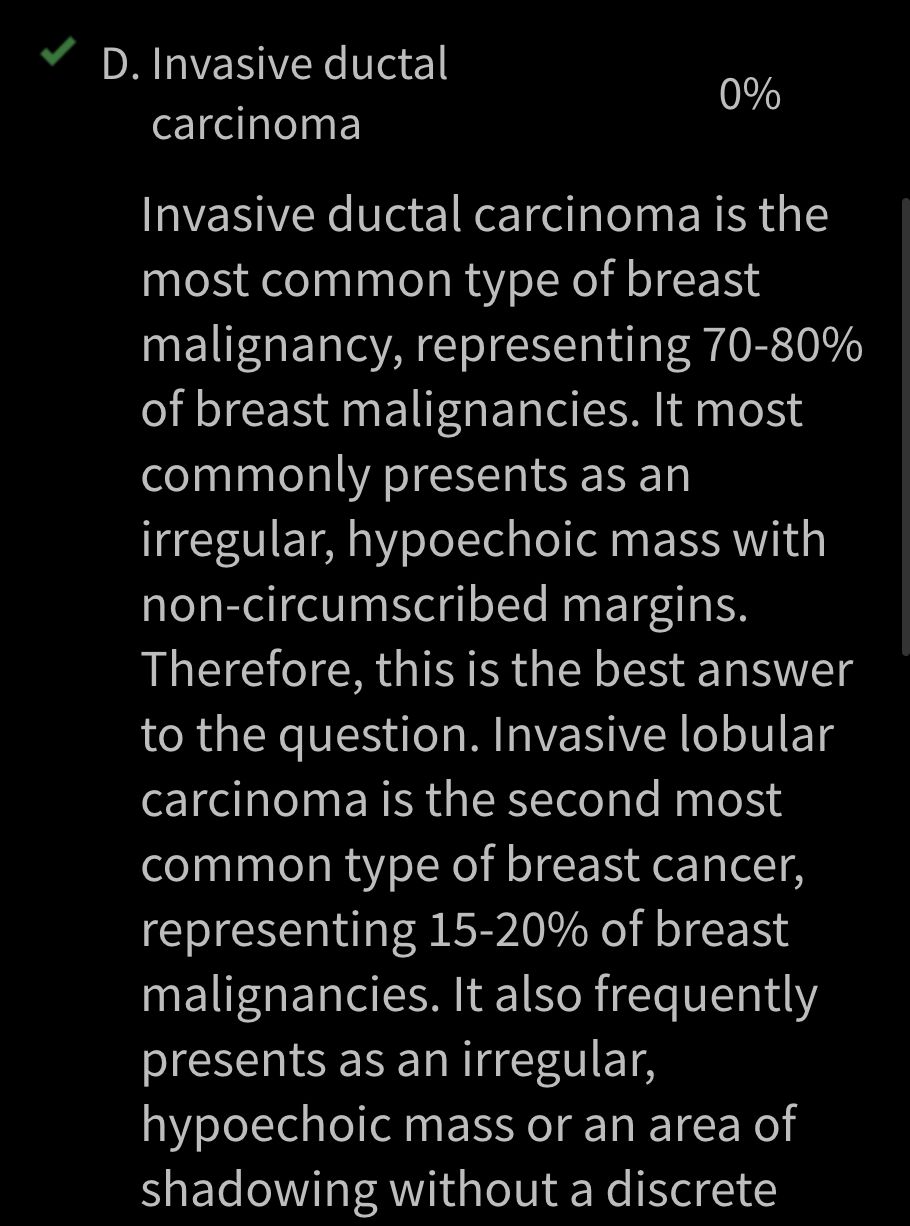 D. Invasive ductal
carcinoma
0%
Invasive ductal carcinoma is the
most common type of breast
malignancy, representing 70-80%
of breast malignancies. It most
commonly presents as an
irregular, hypoechoic mass with
non-circumscribed margins.
Therefore, this is the best answer
to the question. Invasive lobular
carcinoma is the second most
common type of breast cancer,
representing 15-20% of breast
malignancies. It also frequently
presents as an irregular,
hypoechoic mass or an area of
shadowing without a discrete